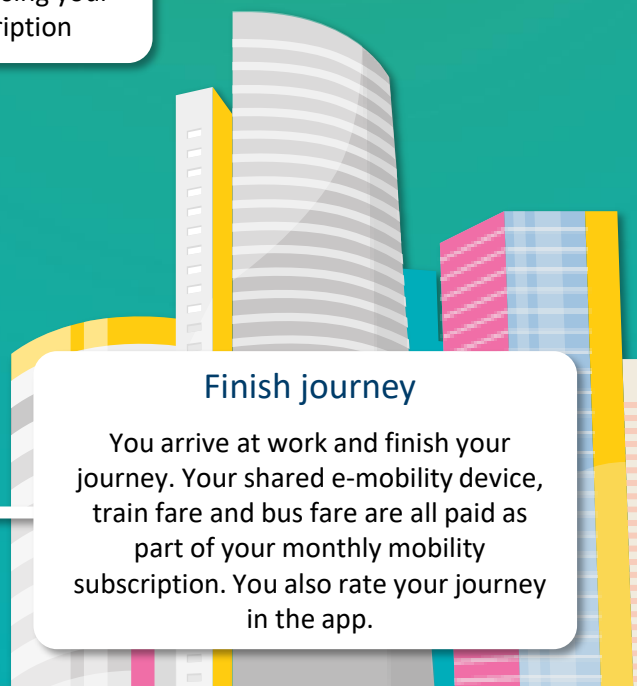 your
Finish journey
You arrive at work and finish your
journey. Your shared e-mobility device,
train fare and bus fare are all paid as
part of your monthly mobility
subscription. You also rate your journey
in the app.